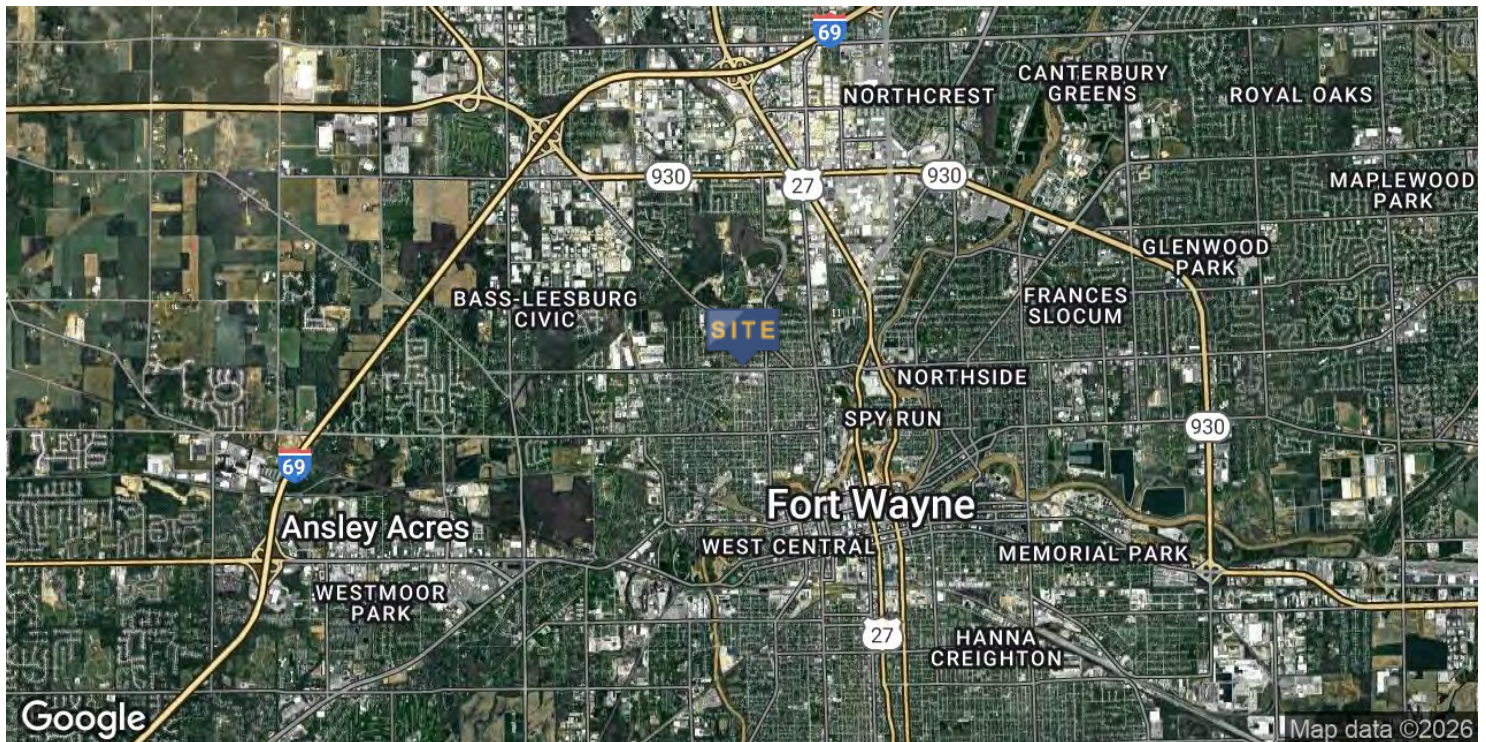 69
CANTERBURY
GREENS
NORTHCREST
ROYAL OAKS
930
27
930
MAPLEWOOD
PARK
GLENWOOD
PARK
BASS-LEESBURG
CIVIC
FRANCES
SLOCUM
SITE
NORTHSIDE
SPY RUN
930
69
Fort Wayne
Ansley Acres
WEST CENTRAL
MEMORIAL PARK
WESTMOOR
PARK
27
HANNA
CREIGHTON
Google
Map data ©2026